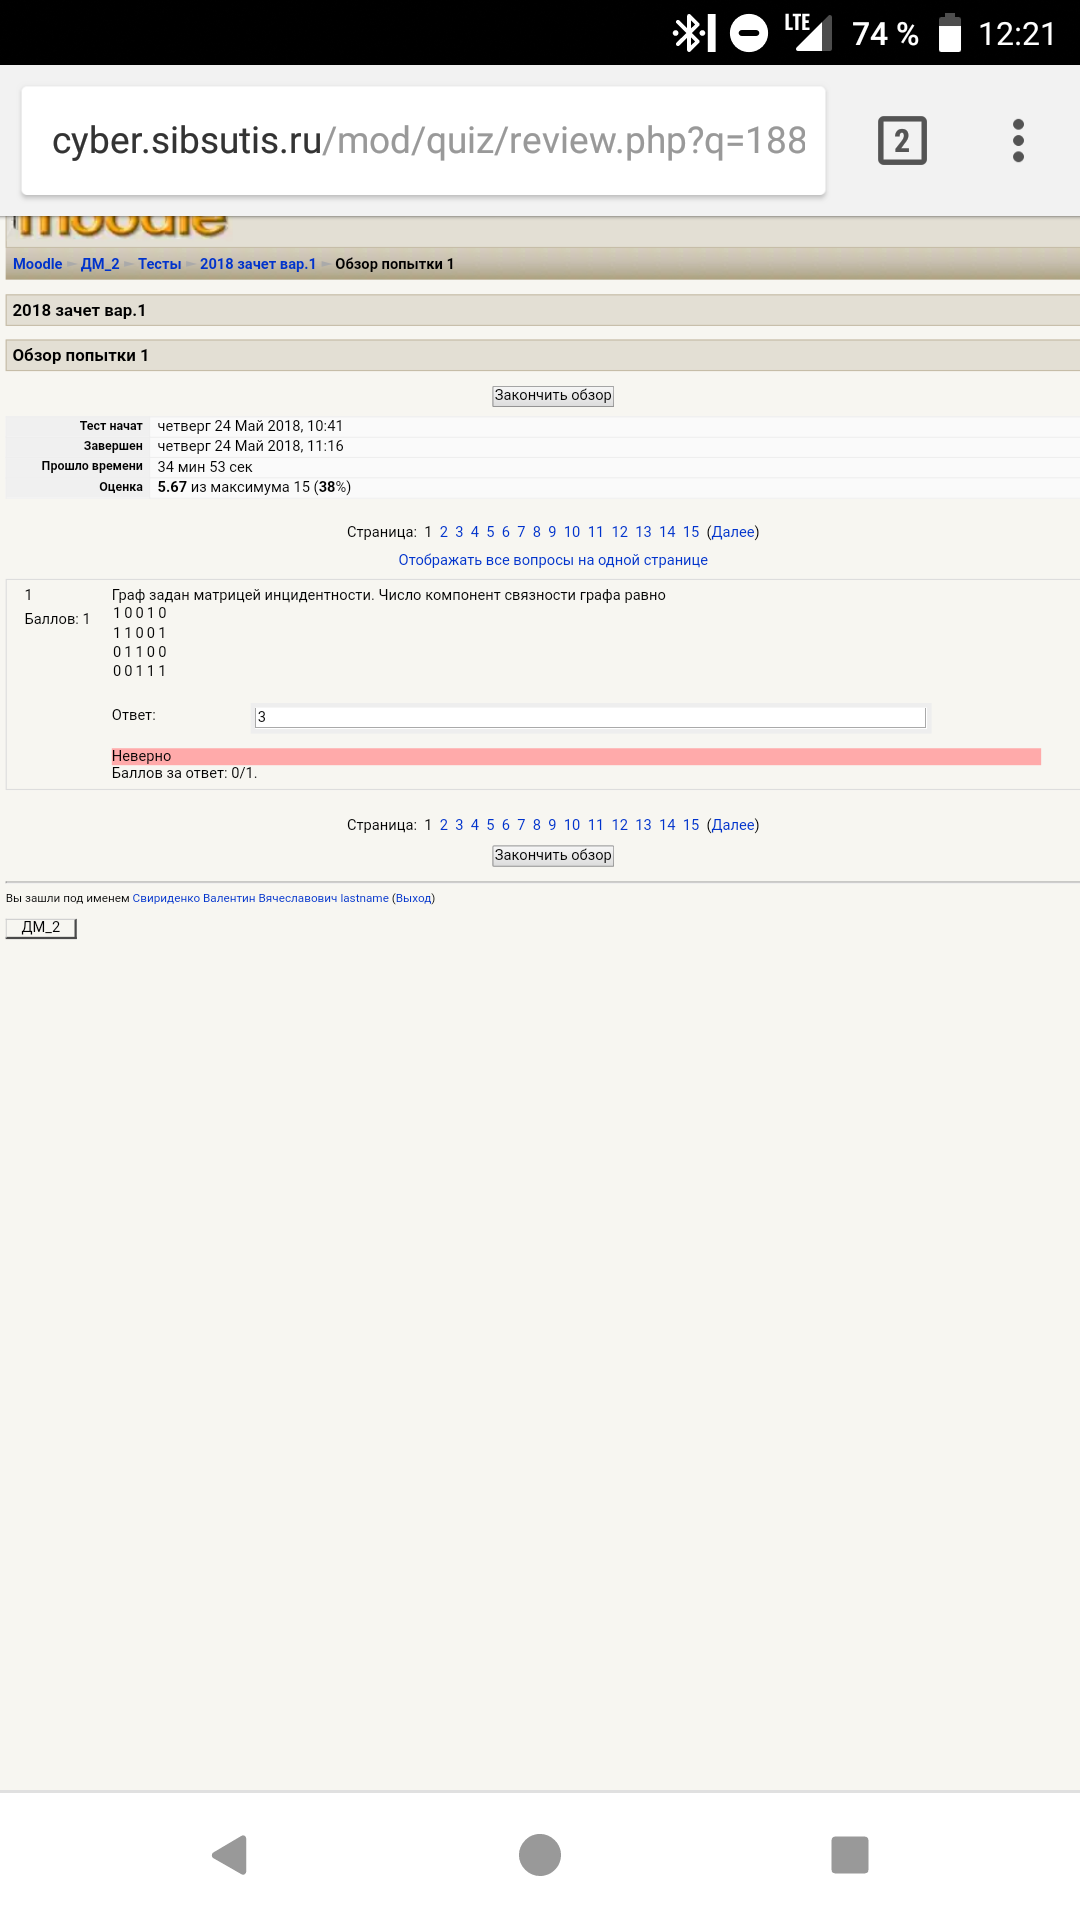 LTE 74 % 12:21
cyber.sibsutis.ru/mod/quiz/review.php?q=188
2
moodle
Moodle ► ДМ_2 ► Тесты ► 2018 зачет вар.1 ► Обзор попытки 1
2018 зачет вар.1
Обзор попытки 1
Закончить обзор
Тест начат четверг 24 Май 2018, 10:41
Завершен четверг 24 Май 2018, 11:16
Прошло времени 34 мин 53 сек
Оценка 5.67 из максимума 15 (38%)
Страница: 1 2 3 4 5 6 7 8 9 10 11 12 13 14 15 (Далее)
Отображать все вопросы на одной странице
1
Баллов: 1
Граф задан матрицей инцидентности. Число компонент связности графа равно
1 0 0 1 0
1 1 0 0 1
0 1 1 0 0
0 0 1 1 1
Ответ: 3
Неверно
Баллов за ответ: 0/1.
Страница: 1 2 3 4 5 6 7 8 9 10 11 12 13 14 15 (Далее)
Закончить обзор
Вы зашли под именем Свириденко Валентин Вячеславович lastname (Выход)
ДМ_2